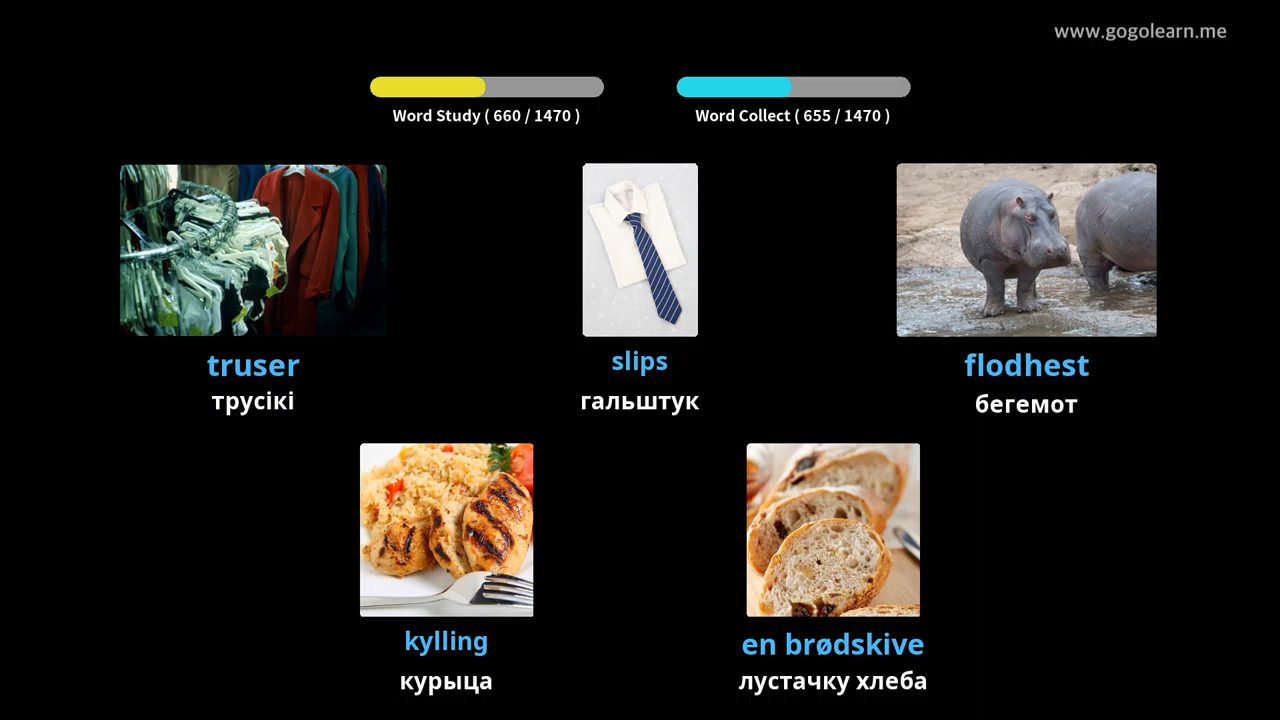 www.gogolearn.me
Word Study ( 660 / 1470 )
Word Collect ( 655 / 1470 )
truser
трусікі
slips
гальштук
flodhest
бегемот
kylling
курыца
en brødskive
лустачку хлеба